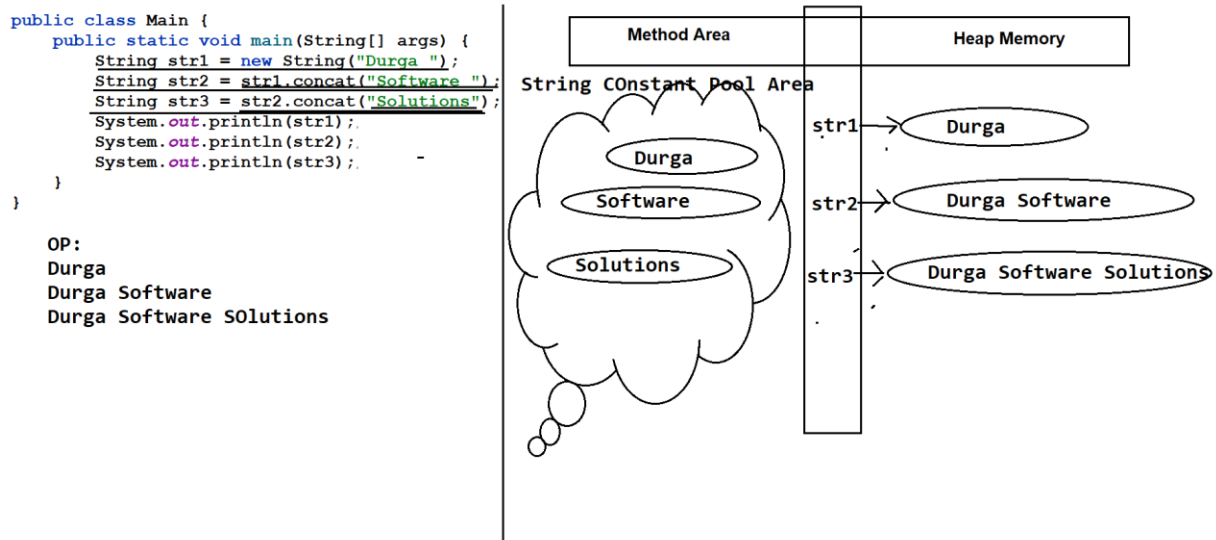 public class Main {
public static void main(String[] args) {
String str1 = new String("Durga ");
String str2 = str1.concat("Software ");
String str3 = str2.concat("Solutions");
System.out.println(str1);
System.out.println(str2);
System.out.println(str3);
}
}
OP:
Durga
Durga Software
Durga Software SOlutions
Method Area
Heap Memory
String COnstant Pool Area
Durga
Software
Solutions
str1
Durga
str2
Durga Software
str3
Durga Software Solutions